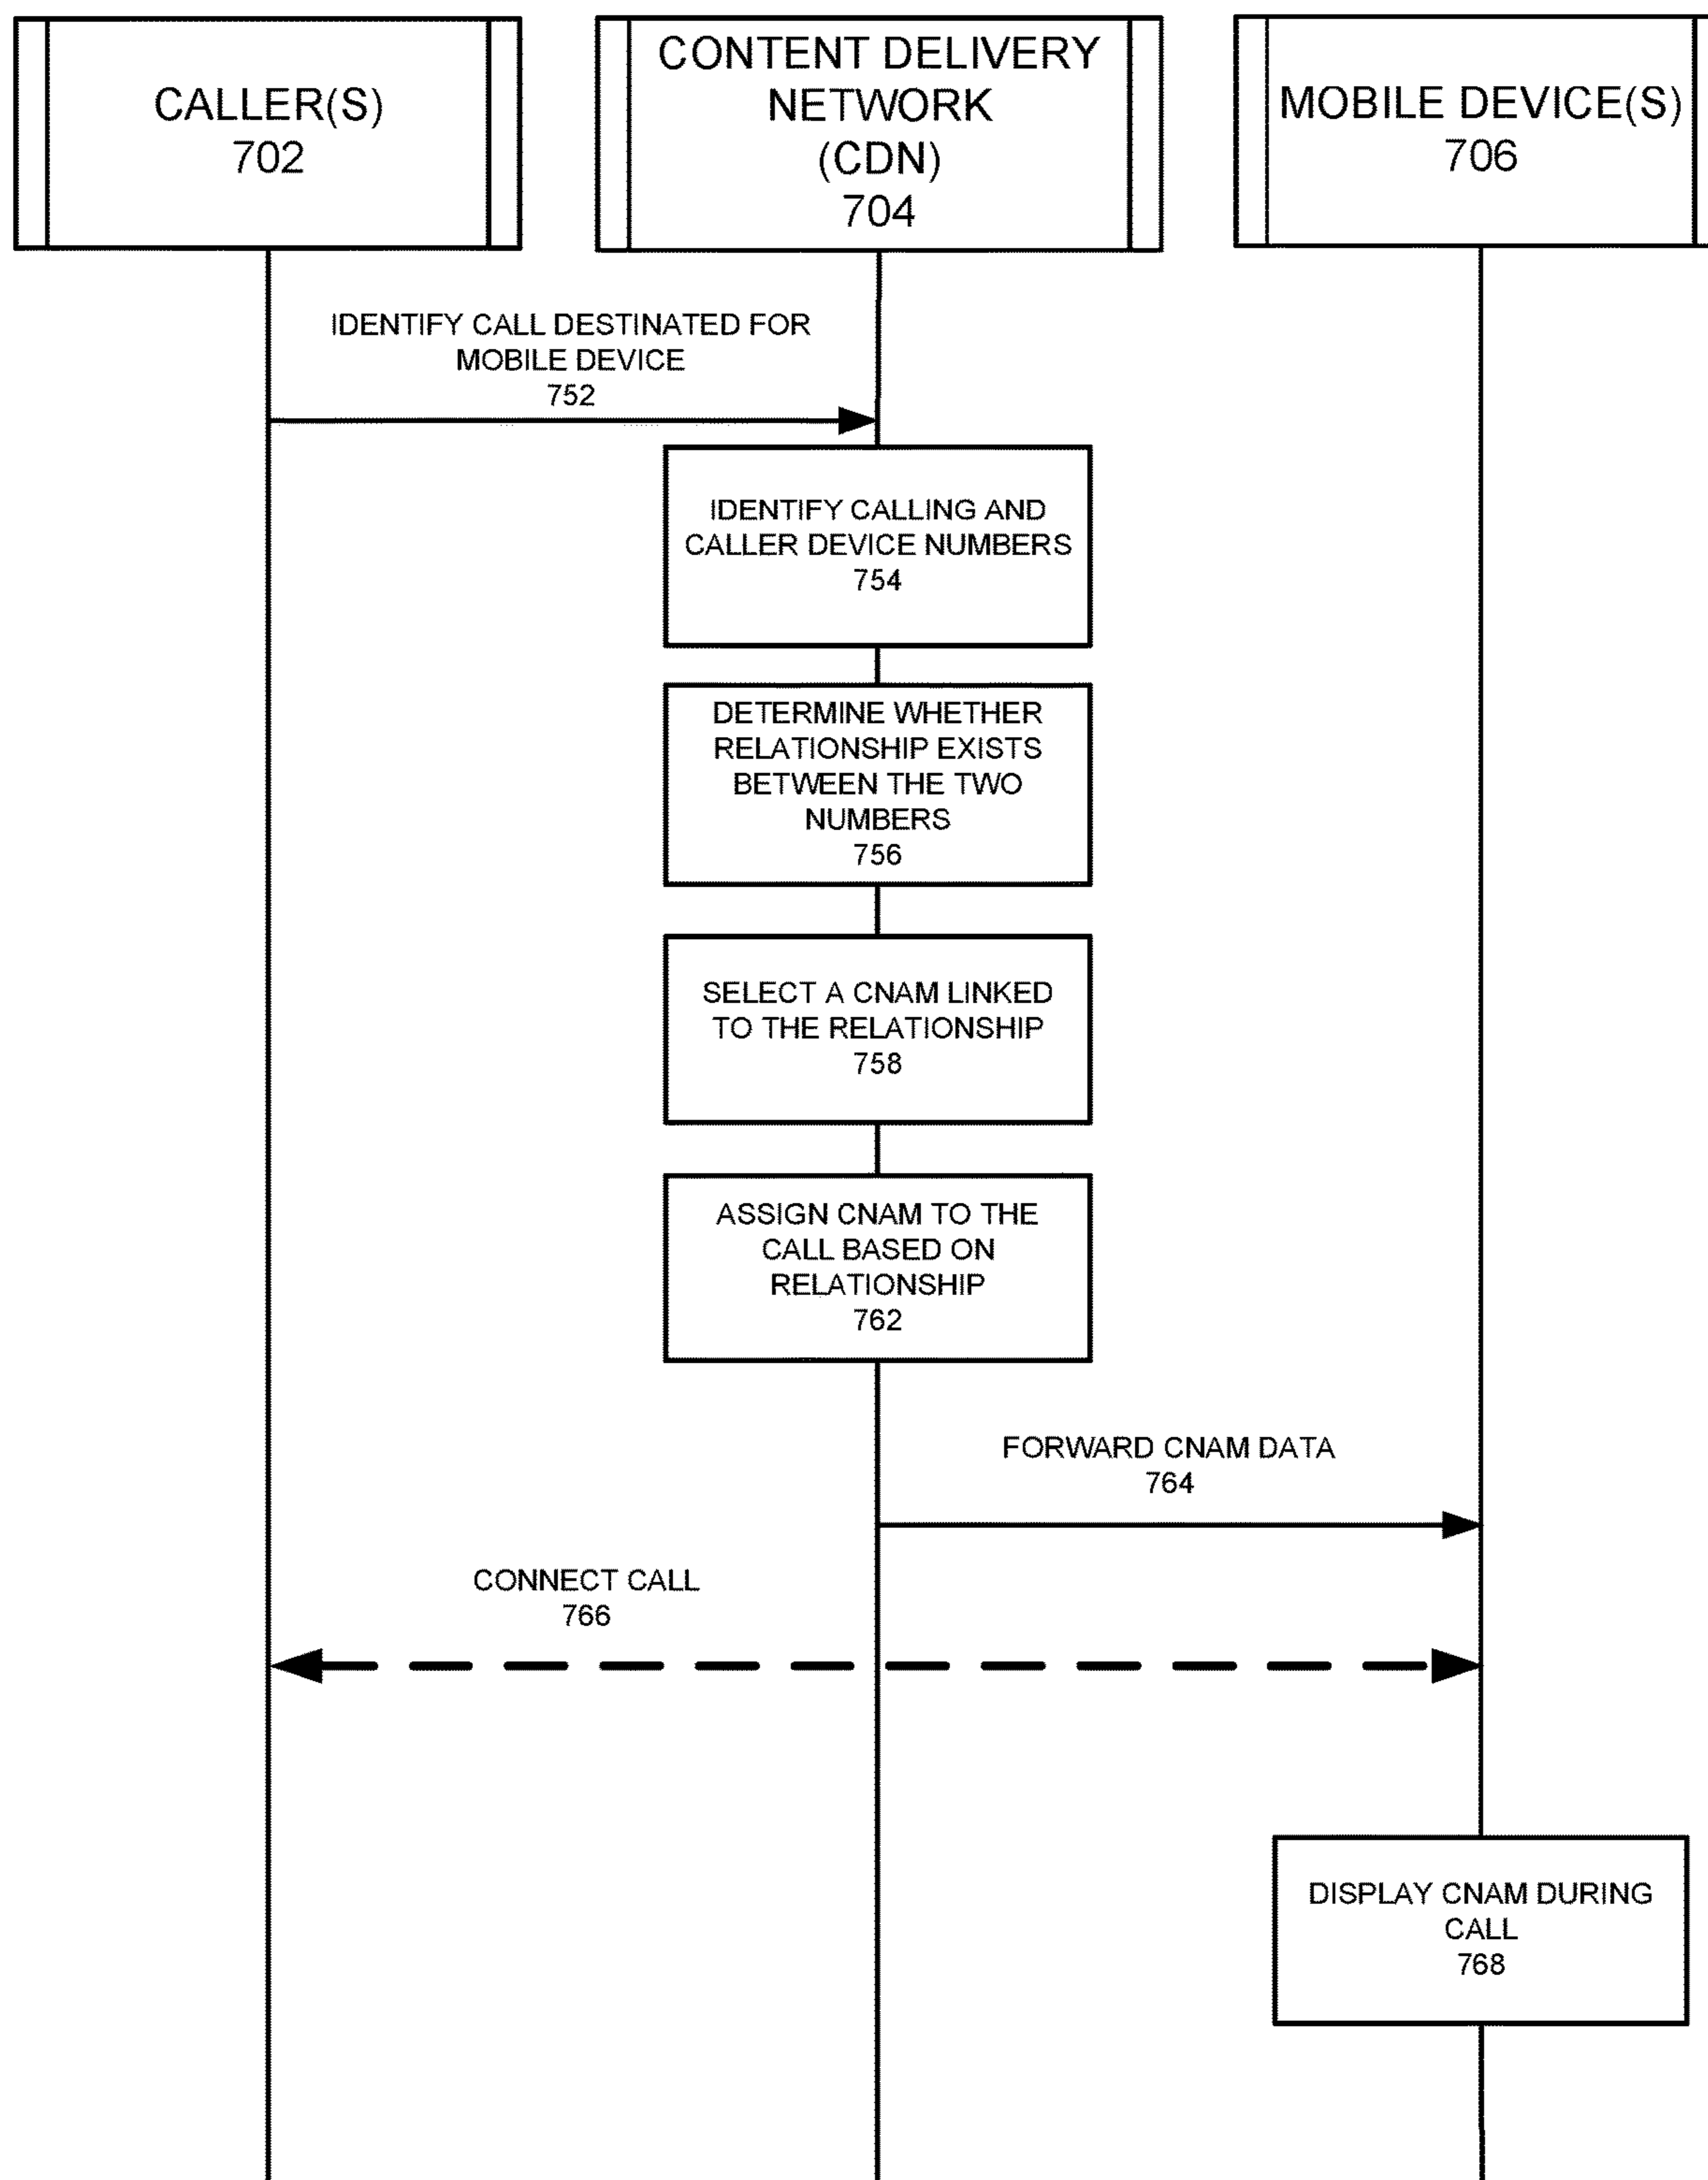 CALLER(S)
702
CONTENT DELIVERY
NETWORK
(CDN)
704
MOBILE DEVICE(S)
706
IDENTIFY CALL DESTINATED FOR
MOBILE DEVICE
752
IDENTIFY CALLING AND
CALLER DEVICE NUMBERS
754
DETERMINE WHETHER
RELATIONSHIP EXISTS
BETWEEN THE TWO
NUMBERS
756
SELECT A CNAM LINKED
TO THE RELATIONSHIP
758
ASSIGN CNAM TO THE
CALL BASED ON
RELATIONSHIP
762
FORWARD CNAM DATA
764
CONNECT CALL
766
DISPLAY CNAM DURING
CALL
768